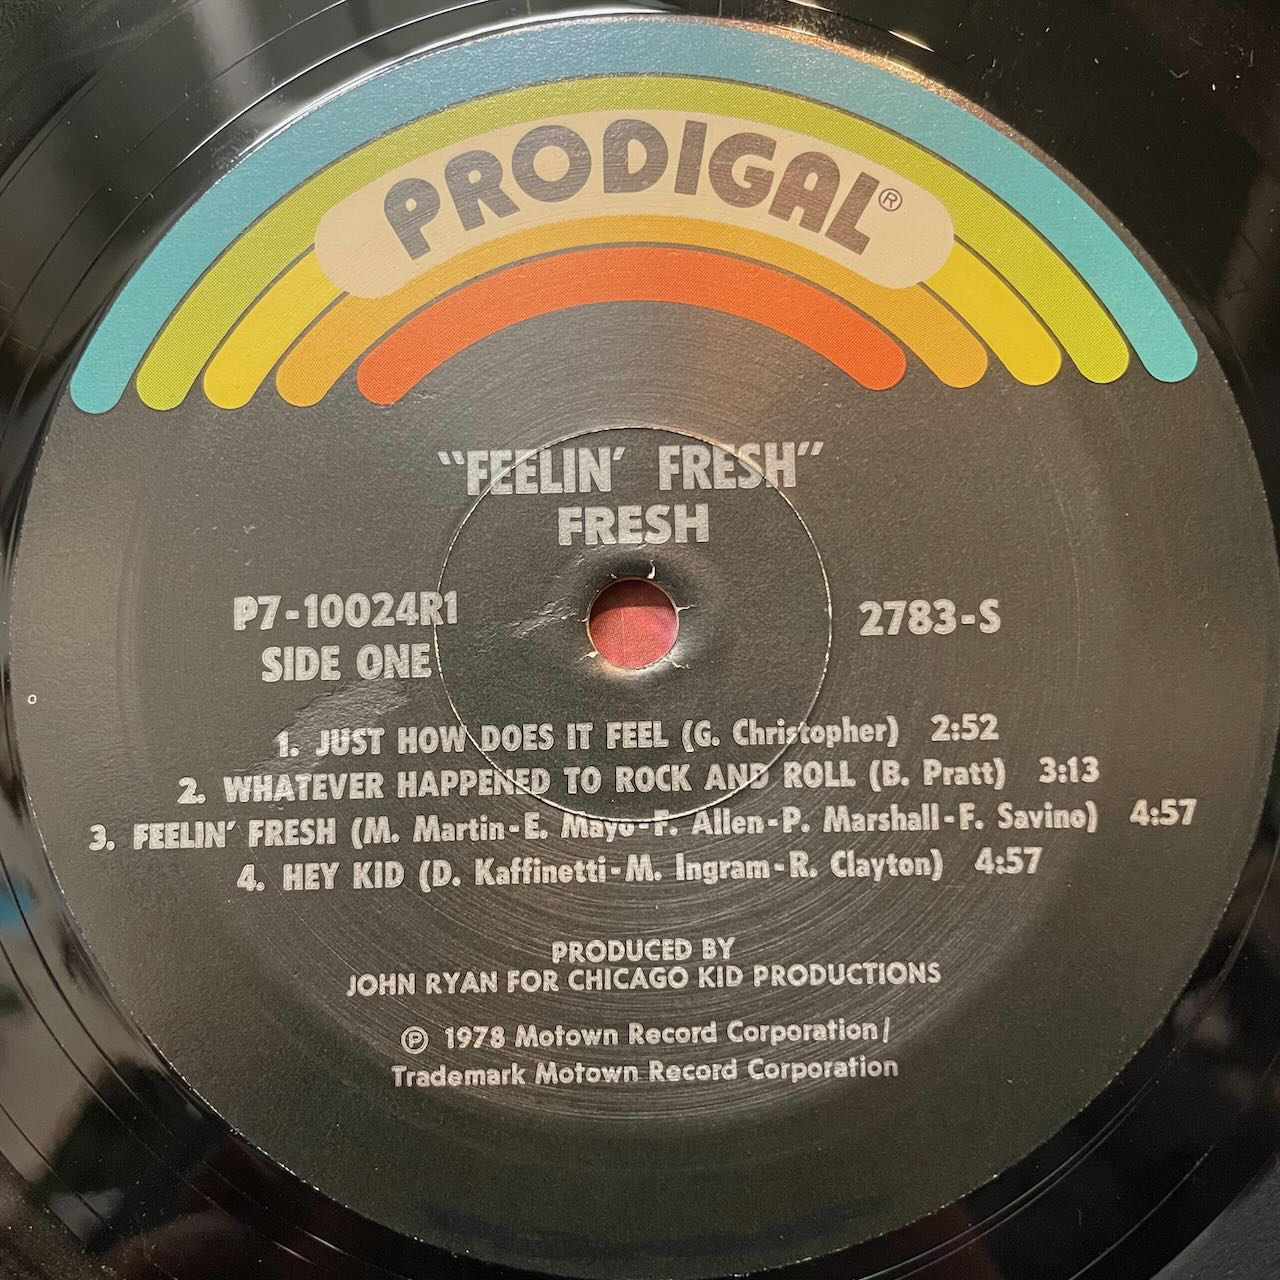 PRODIGAL®
"FEELIN' FRESH"
FRESH
P7-10024R1
2783-S
SIDE ONE
1. JUST HOW DOES IT FEEL (G. Christopher) 2:52
2. WHATEVER HAPPENED TO ROCK AND ROLL (B. Pratt) 3:13
3. FEELIN' FRESH (M. Martin-E. Mayo-F. Allen-P. Marshall-F. Savino) 4:57
4. HEY KID (D. Kaffinetti-M. Ingram-R. Clayton) 4:57
PRODUCED BY
JOHN RYAN FOR CHICAGO KID PRODUCTIONS
℗ 1978 Motown Record Corporation/
Trademark Motown Record Corporation